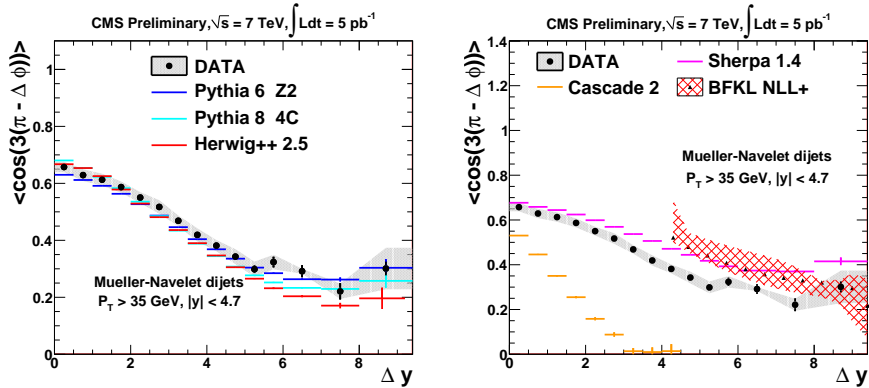 CMS Preliminary,√s = 7 TeV,∫Ldt = 5 pb⁻¹
<cos(3(π - Δ φ))>
1
0.8
0.6
0.4
0.2
0
DATA
Pythia 6 Z2
Pythia 8 4C
Herwig++ 2.5
Mueller-Navelet dijets
P_T > 35 GeV, |y| < 4.7
0 2 4 6 8
Δ y
CMS Preliminary,√s = 7 TeV,∫Ldt = 5 pb⁻¹
<cos(3(π - Δ φ))>
1.4
1.2
1
0.8
0.6
0.4
0.2
0
DATA
Cascade 2
Sherpa 1.4
BFKL NLL+
Mueller-Navelet dijets
P_T > 35 GeV, |y| < 4.7
0 2 4 6 8
Δ y